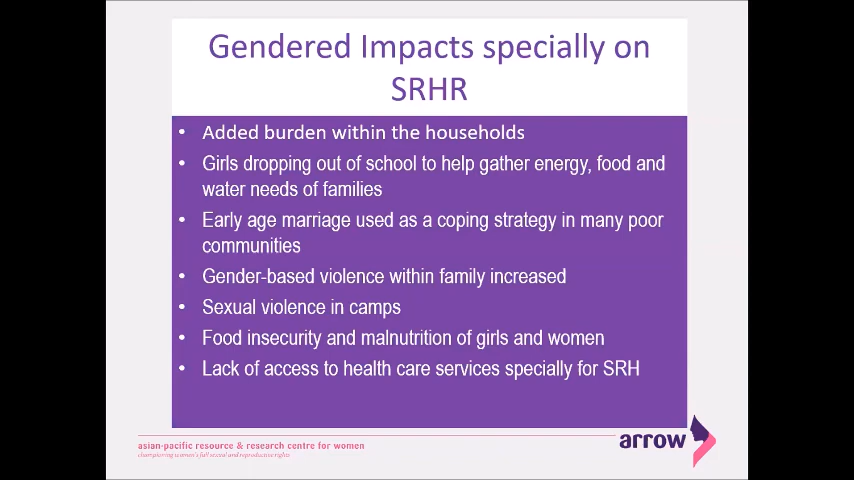 Gendered Impacts specially on
SRHR
• Added burden within the households
• Girls dropping out of school to help gather energy, food and
water needs of families
• Early age marriage used as a coping strategy in many poor
communities
• Gender-based violence within family increased
• Sexual violence in camps
• Food insecurity and malnutrition of girls and women
• Lack of access to health care services specially for SRH
asian-pacific resource & research centre for women
championing women's full sexual and reproductive rights
arrow